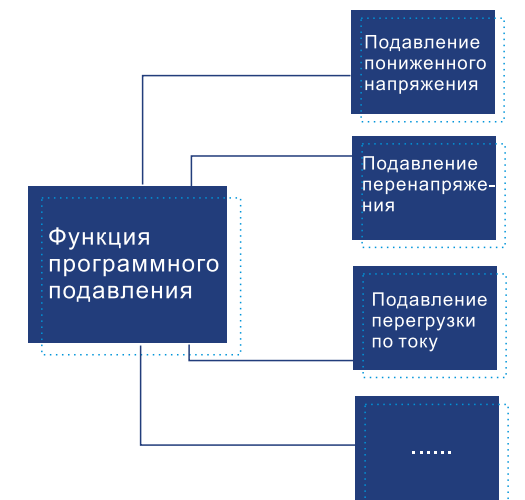 Подавление
пониженного
напряжения
Подавление
перенапряже-
ния
Функция
программного
подавления
Подавление
перегрузки
по току
......